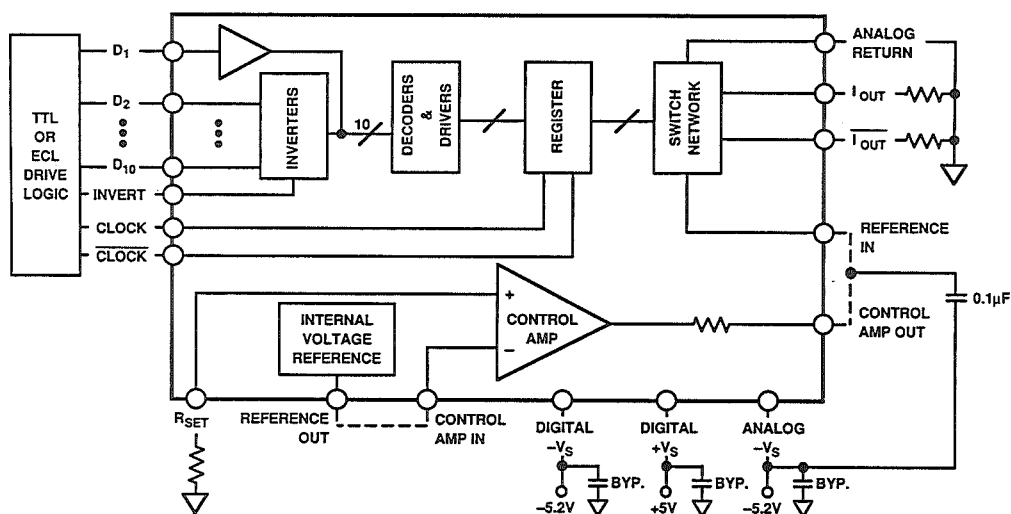 TTL
OR
ECL
DRIVE
LOGIC
D1
D2
D10
INVERT
CLOCK
CLOCK
INVERTERS
10
DECODERS
&
DRIVERS
REGISTER
SWITCH
NETWORK
ANALOG
RETURN
IOUT
IOUT
REFERENCE
IN
CONTROL
AMP OUT
0.1µF
+
CONTROL
AMP
−
INTERNAL
VOLTAGE
REFERENCE
RSET
REFERENCE
OUT
CONTROL
AMP IN
DIGITAL
−VS
BYP.
−5.2V
DIGITAL
+VS
BYP.
+5V
ANALOG
−VS
BYP.
−5.2V